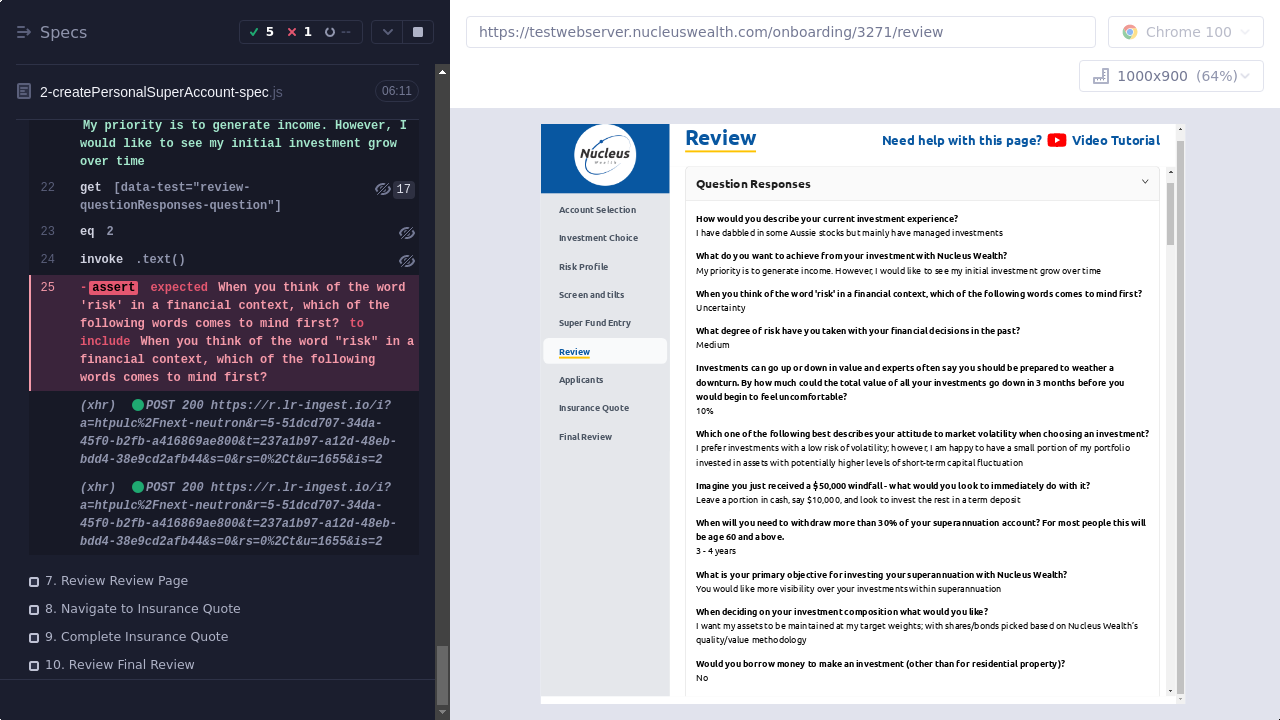 Specs
5
1
--
2-createPersonalSuperAccount-spec.js
06:11
My priority is to generate income. However, I
would like to see my initial investment grow
over time
22 get [data-test="review-
questionResponses-question"]
17
23 eq 2
24 invoke .text()
25 -assert expected When you think of the word
'risk' in a financial context, which of the
following words comes to mind first? to
include When you think of the word "risk" in a
financial context, which of the following
words comes to mind first?
(xhr) POST 200 https://r.lr-ingest.io/i?
a=htpulc%2Fnext-neutron&r=5-51dcd707-34da-
45f0-b2fb-a416869ae800&t=237a1b97-a12d-48eb-
bdd4-38e9cd2afb44&s=0&rs=0%2Ct&u=1655&is=2
(xhr) POST 200 https://r.lr-ingest.io/i?
a=htpulc%2Fnext-neutron&r=5-51dcd707-34da-
45f0-b2fb-a416869ae800&t=237a1b97-a12d-48eb-
bdd4-38e9cd2afb44&s=0&rs=0%2Ct&u=1655&is=2
7. Review Review Page
8. Navigate to Insurance Quote
9. Complete Insurance Quote
10. Review Final Review
https://testwebserver.nucleuswealth.com/onboarding/3271/review
Chrome 100
1000x900 (64%)
Nucleus
Wealth
Account Selection
Investment Choice
Risk Profile
Screen and tilts
Super Fund Entry
Review
Applicants
Insurance Quote
Final Review
Review
Need help with this page? Video Tutorial
Question Responses
How would you describe your current investment experience?
I have dabbled in some Aussie stocks but mainly have managed investments
What do you want to achieve from your investment with Nucleus Wealth?
My priority is to generate income. However, I would like to see my initial investment grow over time
When you think of the word 'risk' in a financial context, which of the following words comes to mind first?
Uncertainty
What degree of risk have you taken with your financial decisions in the past?
Medium
Investments can go up or down in value and experts often say you should be prepared to weather a
downturn. By how much could the total value of all your investments go down in 3 months before you
would begin to feel uncomfortable?
10%
Which one of the following best describes your attitude to market volatility when choosing an investment?
I prefer investments with a low risk of volatility; however, I am happy to have a small portion of my portfolio
invested in assets with potentially higher levels of short-term capital fluctuation
Imagine you just received a $50,000 windfall - what would you look to immediately do with it?
Leave a portion in cash, say $10,000, and look to invest the rest in a term deposit
When will you need to withdraw more than 30% of your superannuation account? For most people this will
be age 60 and above.
3 - 4 years
What is your primary objective for investing your superannuation with Nucleus Wealth?
You would like more visibility over your investments within superannuation
When deciding on your investment composition what would you like?
I want my assets to be maintained at my target weights; with shares/bonds picked based on Nucleus Wealth's
quality/value methodology
Would you borrow money to make an investment (other than for residential property)?
No